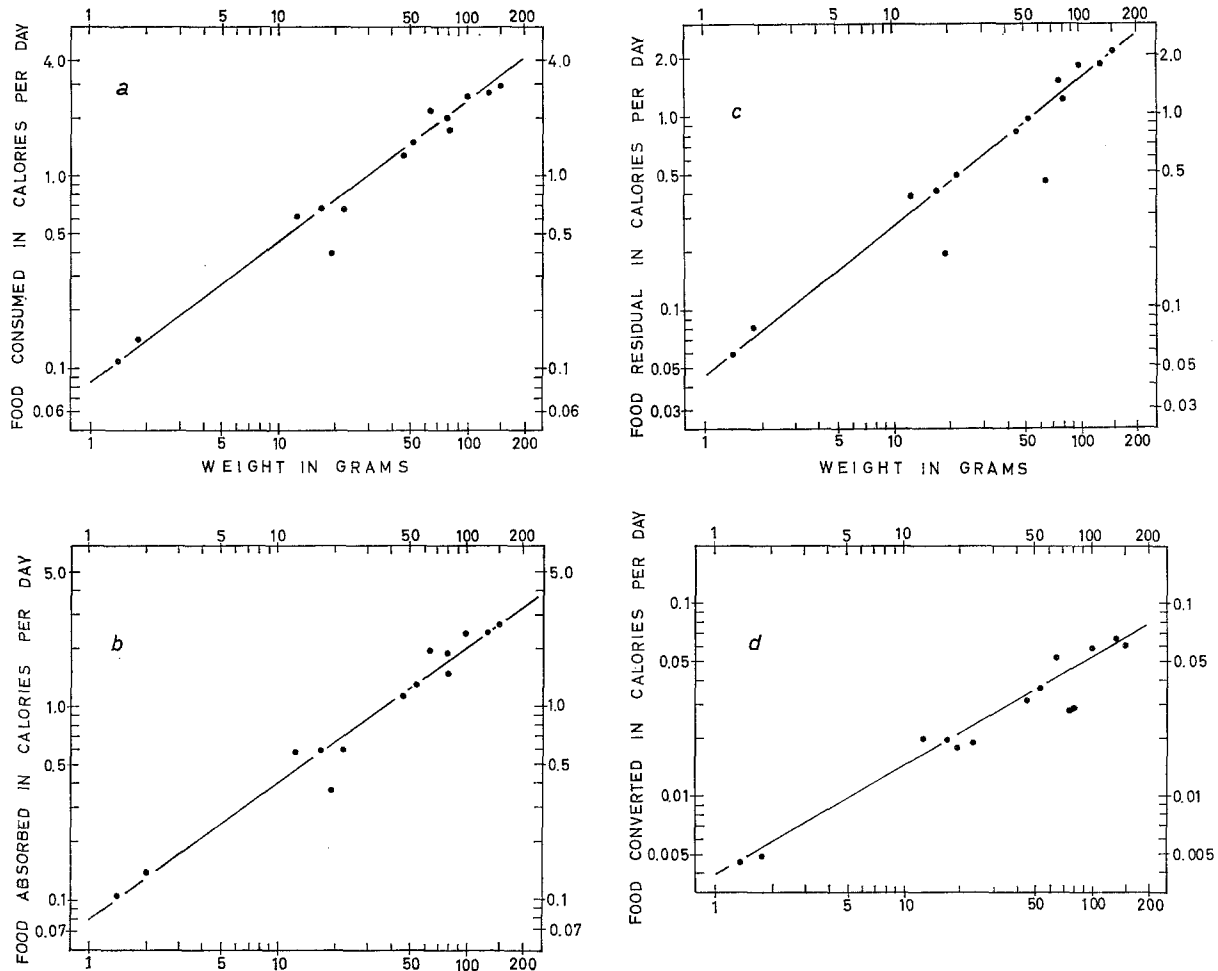 1 5 10 50 100 200
FOOD CONSUMED IN CALORIES PER DAY
a
4.0 4.0
1.0 1.0
0.5 0.5
0.1 0.1
0.06 0.06
1 5 10 50 100 200
WEIGHT IN GRAMS
1 5 10 50 100 200
FOOD RESIDUAL IN CALORIES PER DAY
c
2.0 2.0
1.0 1.0
0.5 0.5
0.1 0.1
0.05 0.05
0.03 0.03
1 5 10 50 100 200
WEIGHT IN GRAMS
1 5 10 50 100 200
FOOD ABSORBED IN CALORIES PER DAY
b
5.0 5.0
1.0 1.0
0.5 0.5
0.1 0.1
0.07 0.07
1 5 10 50 100 200
1 5 10 50 100 200
FOOD CONVERTED IN CALORIES PER DAY
d
0.1 0.1
0.05 0.05
0.01 0.01
0.005 0.005
1 5 10 50 100 200